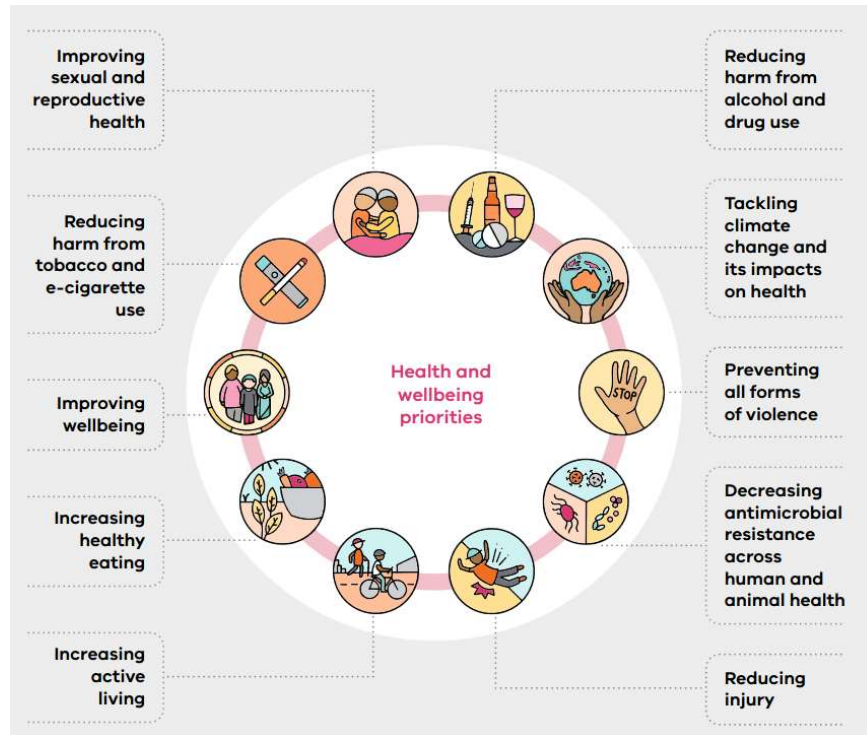 Improving
sexual and
reproductive
health
Reducing
harm from
tobacco and
e-cigarette
use
Improving
wellbeing
Increasing
healthy
eating
Increasing
active
living
Health and
wellbeing
priorities
STOP
Reducing
harm from
alcohol and
drug use
Tackling
climate
change and
its impacts
on health
Preventing
all forms
of violence
Decreasing
antimicrobial
resistance
across
human and
animal health
Reducing
injury